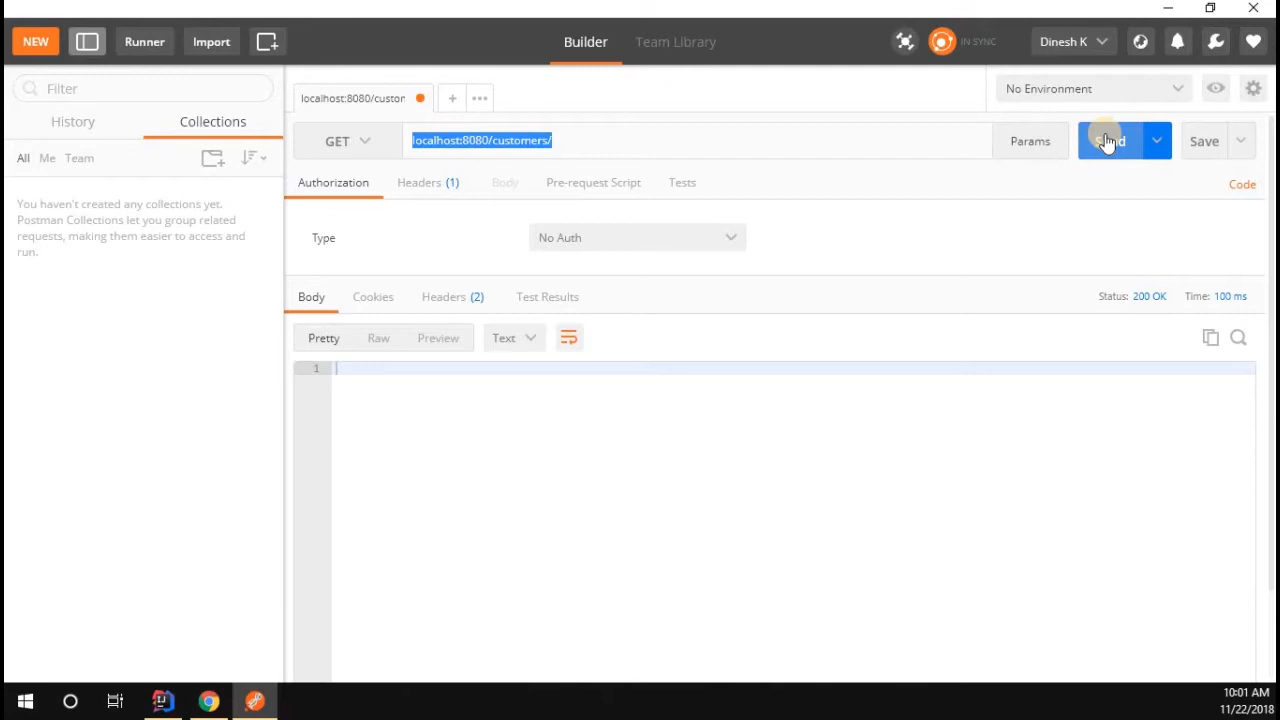 NEW
Runner
Import
Builder
Team Library
IN SYNC
Dinesh K
Filter
History
Collections
All Me Team
You haven't created any collections yet.
Postman Collections let you group related
requests, making them easier to access and
run.
localhost:8080/custor
No Environment
GET
localhost:8080/customers/
Params
Save
Authorization
Headers (1)
Body
Pre-request Script
Tests
Code
Type
No Auth
Body
Cookies
Headers (2)
Test Results
Status: 200 OK
Time: 100 ms
Pretty
Raw
Preview
Text
1
10:01 AM
11/22/2018